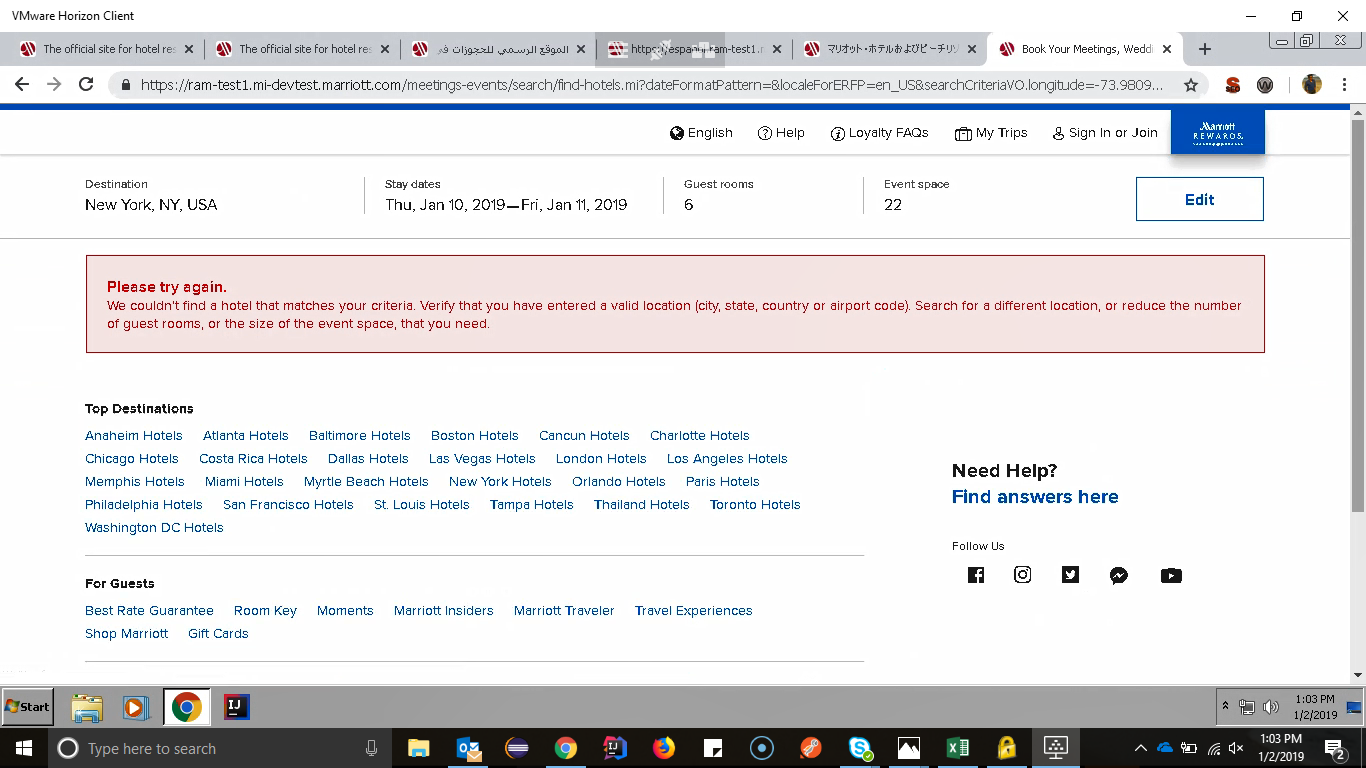 VMware Horizon Client
The official site for hotel res
The official site for hotel res
الموقع الرسمي للحجوزات في
https://espanol.ram-test1.m
マリオット・ホテルおよびビーチリゾ
Book Your Meetings, Weddi
https://ram-test1.mi-devtest.marriott.com/meetings-events/search/find-hotels.mi?dateFormatPattern=&localeForERFP=en_US&searchCriteriaVO.longitude=-73.9809...
English
Help
Loyalty FAQs
My Trips
Sign In or Join
Marriott
REWARDS.
Destination
New York, NY, USA
Stay dates
Thu, Jan 10, 2019—Fri, Jan 11, 2019
Guest rooms
6
Event space
22
Edit
Please try again.
We couldn't find a hotel that matches your criteria. Verify that you have entered a valid location (city, state, country or airport code). Search for a different location, or reduce the number
of guest rooms, or the size of the event space, that you need.
Top Destinations
Anaheim Hotels Atlanta Hotels Baltimore Hotels Boston Hotels Cancun Hotels Charlotte Hotels
Chicago Hotels Costa Rica Hotels Dallas Hotels Las Vegas Hotels London Hotels Los Angeles Hotels
Memphis Hotels Miami Hotels Myrtle Beach Hotels New York Hotels Orlando Hotels Paris Hotels
Philadelphia Hotels San Francisco Hotels St. Louis Hotels Tampa Hotels Thailand Hotels Toronto Hotels
Washington DC Hotels
Need Help?
Find answers here
Follow Us
For Guests
Best Rate Guarantee Room Key Moments Marriott Insiders Marriott Traveler Travel Experiences
Shop Marriott Gift Cards
Start
1:03 PM
1/2/2019
Type here to search
1:03 PM
1/2/2019
2